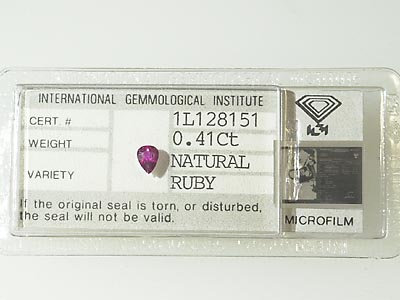 INTERNATIONAL GEMMOLOGICAL INSTITUTE
CERT. # 1L128151
WEIGHT 0.41Ct
VARIETY NATURAL
RUBY
If the original seal is torn, or disturbed,
the seal will not be valid.
MICROFILM